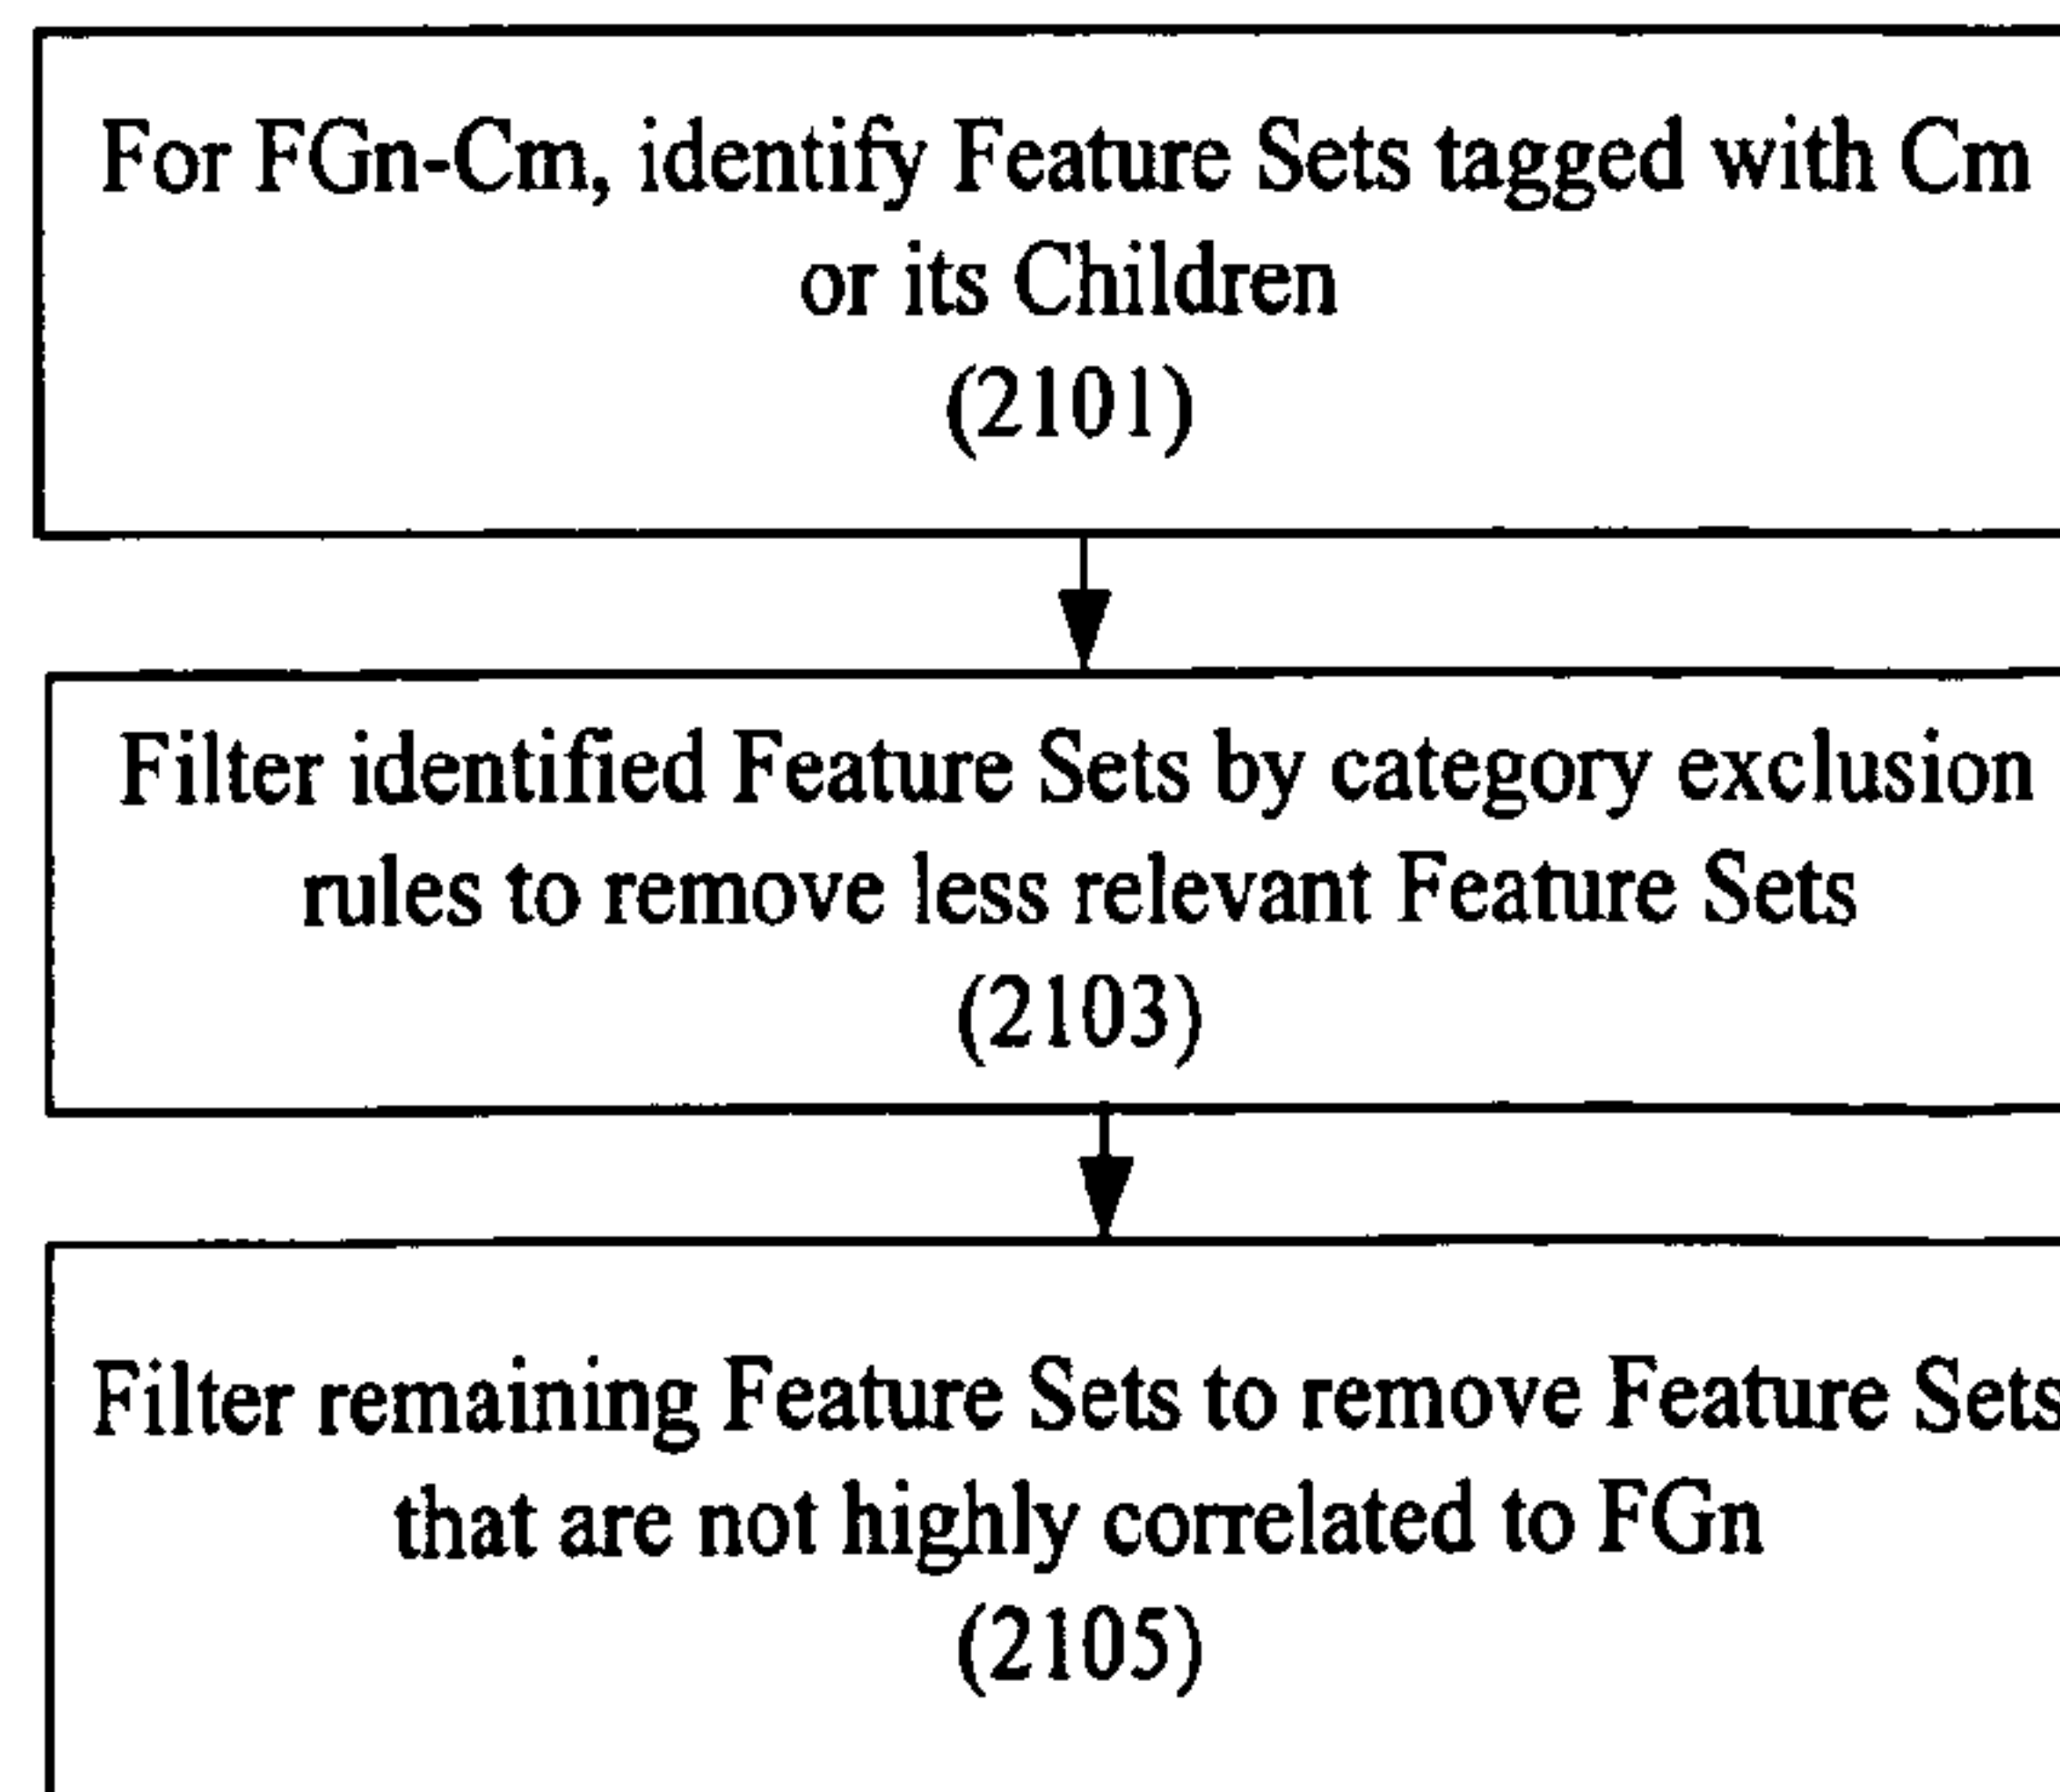 For FGn-Cm, identify Feature Sets tagged with Cm
or its Children
(2101)
Filter identified Feature Sets by category exclusion
rules to remove less relevant Feature Sets
(2103)
Filter remaining Feature Sets to remove Feature Sets
that are not highly correlated to FGn
(2105)